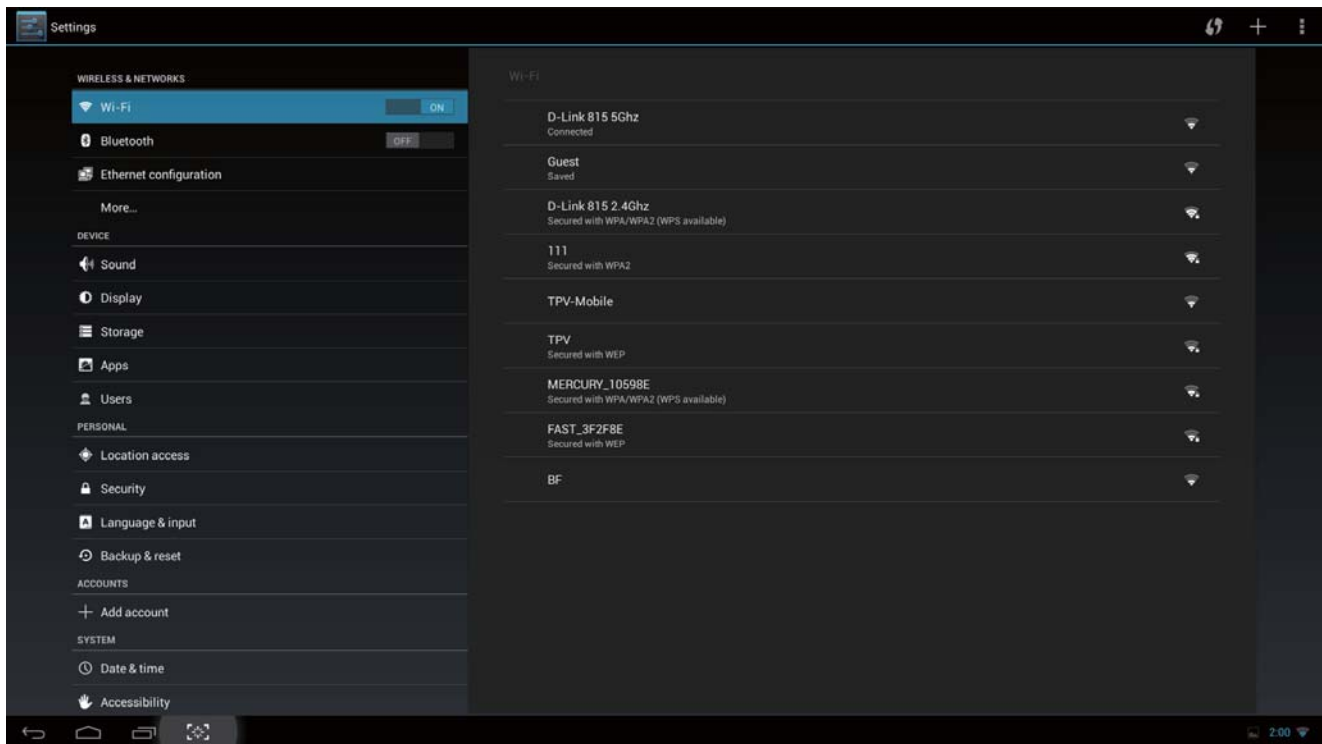 Settings
WIRELESS & NETWORKS
Wi-Fi
ON
Bluetooth
OFF
Ethernet configuration
More...
DEVICE
Sound
Display
Storage
Apps
Users
PERSONAL
Location access
Security
Language & input
Backup & reset
ACCOUNTS
Add account
SYSTEM
Date & time
Accessibility
Wi-Fi
D-Link 815 5Ghz
Connected
Guest
Saved
D-Link 815 2.4Ghz
Secured with WPA/WPA2 (WPS available)
111
Secured with WPA2
TPV-Mobile
TPV
Secured with WEP
MERCURY_10598E
Secured with WPA/WPA2 (WPS available)
FAST_3F2F8E
Secured with WEP
BF
2:00